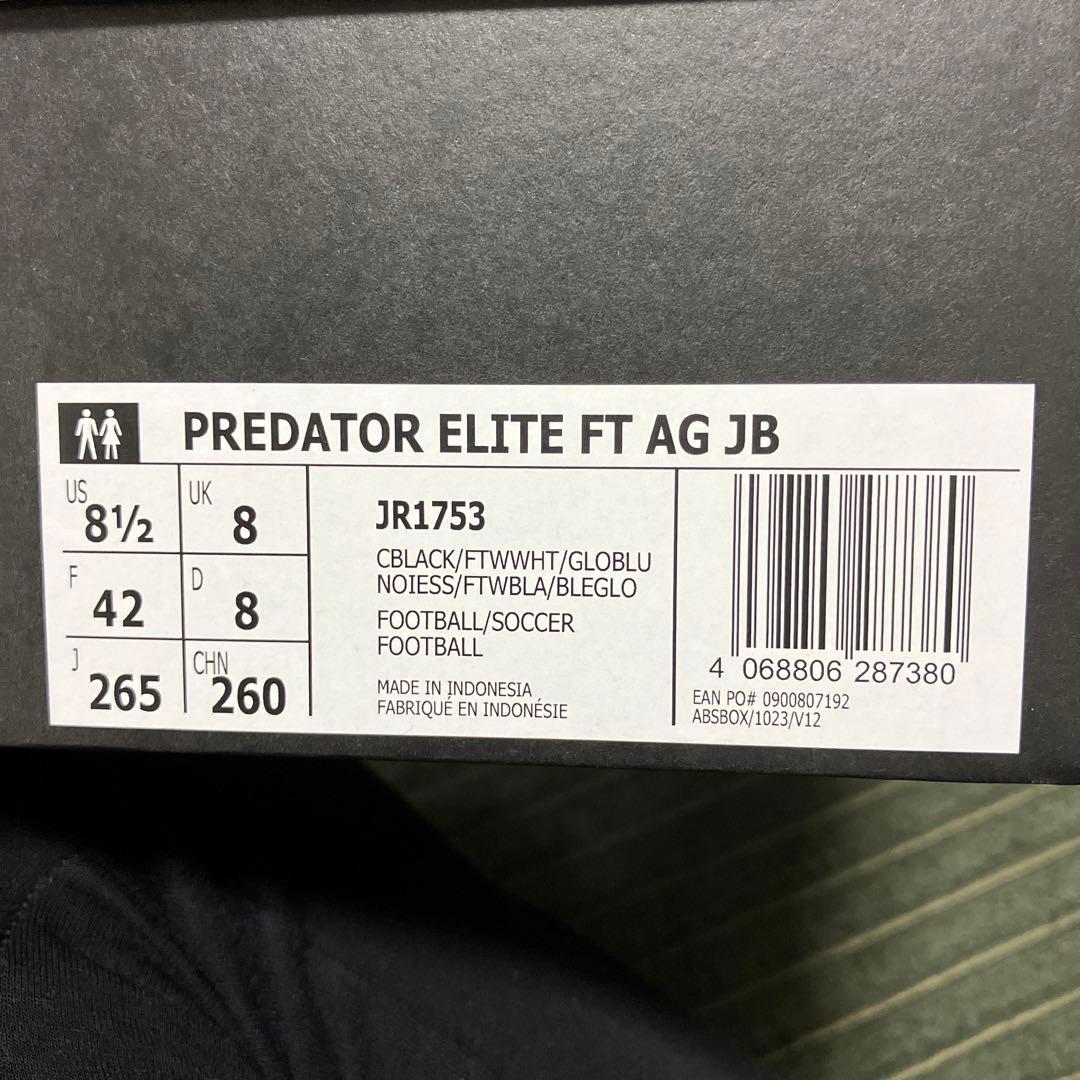 PREDATOR ELITE FT AG JB
US 8½ UK 8
F 42 D 8
J 265 CHN 260
JR1753
CBLACK/FTWWHT/GLOBLU
NOIESS/FTWBLA/BLEGLO
FOOTBALL/SOCCER
FOOTBALL
MADE IN INDONESIA
FABRIQUÉ EN INDONÉSIE
4 068806 287380
EAN PO# 0900807192
ABSBOX/1023/V12